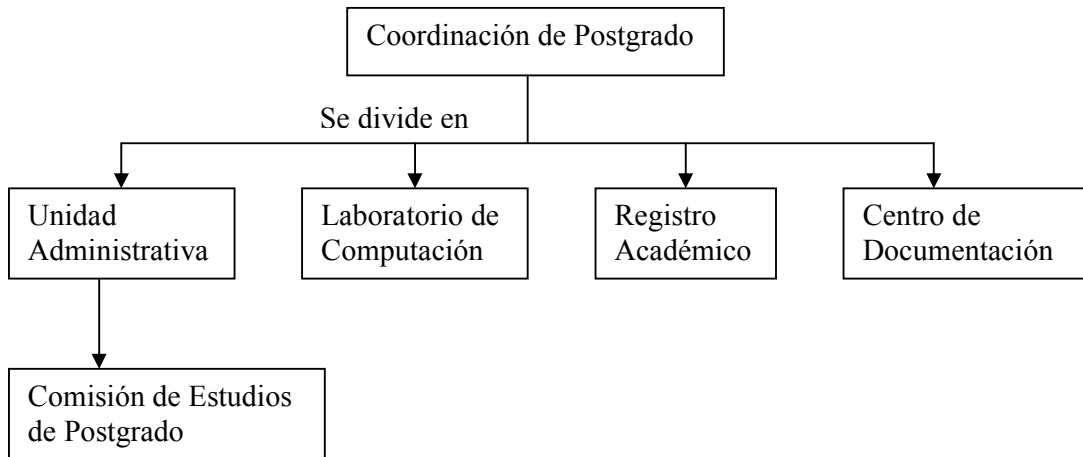 Coordinación de Postgrado
Se divide en
Unidad
Administrativa
Laboratorio de
Computación
Registro
Académico
Centro de
Documentación
Comisión de Estudios
de Postgrado